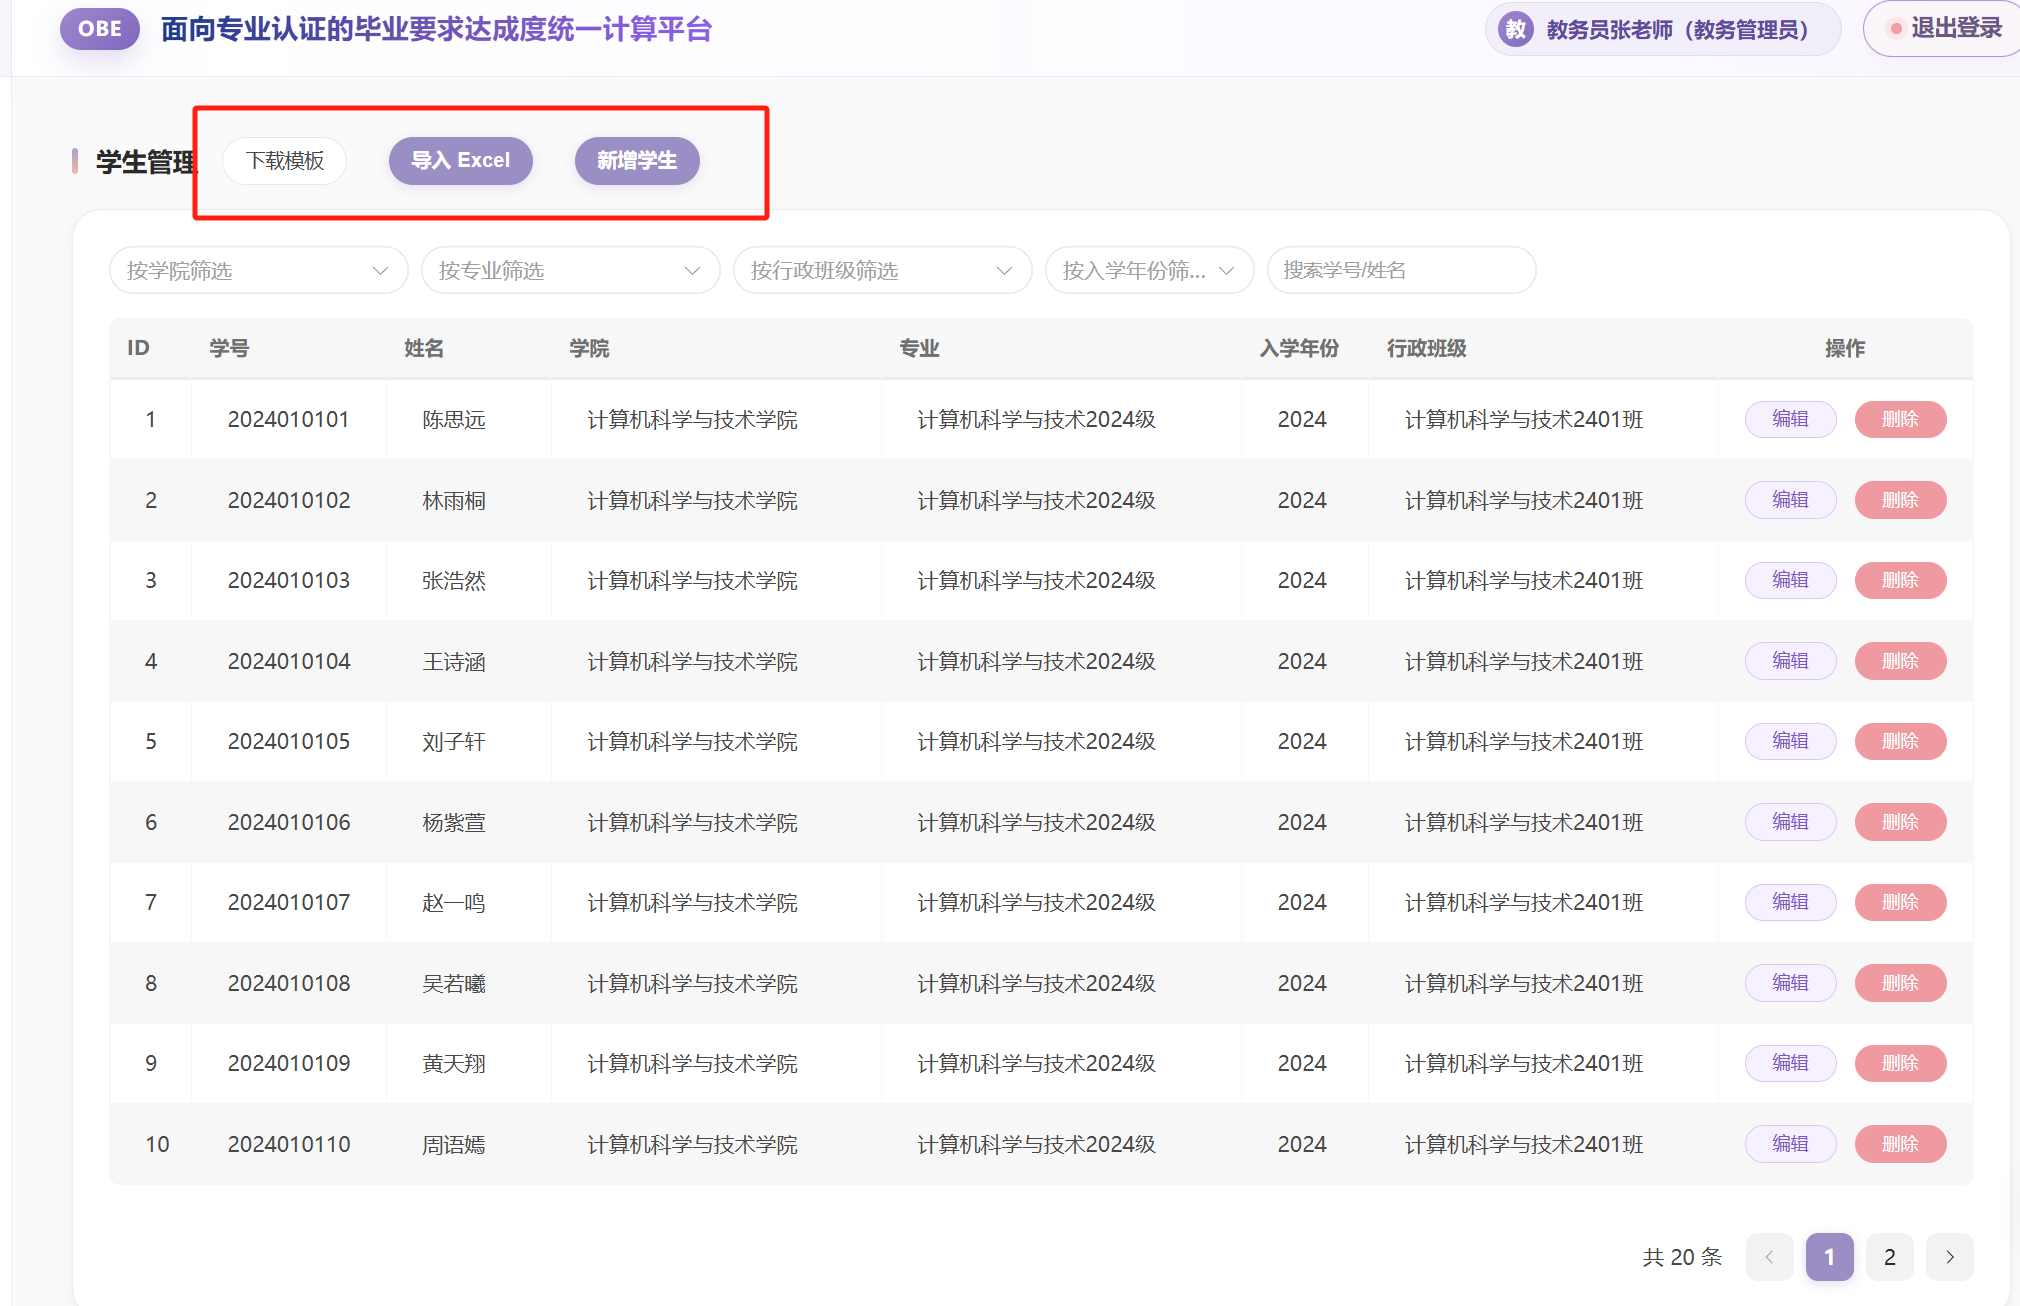 OBE 面向专业认证的毕业要求达成度统一计算平台 教 教务员张老师（教务管理员） 退出登录
学生管理 下载模板 导入 Excel 新增学生
按学院筛选 按专业筛选 按行政班级筛选 按入学年份筛... 搜索学号/姓名
ID 学号 姓名 学院 专业 入学年份 行政班级 操作
1 2024010101 陈思远 计算机科学与技术学院 计算机科学与技术2024级 2024 计算机科学与技术2401班 编辑 删除
2 2024010102 林雨桐 计算机科学与技术学院 计算机科学与技术2024级 2024 计算机科学与技术2401班 编辑 删除
3 2024010103 张浩然 计算机科学与技术学院 计算机科学与技术2024级 2024 计算机科学与技术2401班 编辑 删除
4 2024010104 王诗涵 计算机科学与技术学院 计算机科学与技术2024级 2024 计算机科学与技术2401班 编辑 删除
5 2024010105 刘子轩 计算机科学与技术学院 计算机科学与技术2024级 2024 计算机科学与技术2401班 编辑 删除
6 2024010106 杨紫萱 计算机科学与技术学院 计算机科学与技术2024级 2024 计算机科学与技术2401班 编辑 删除
7 2024010107 赵一鸣 计算机科学与技术学院 计算机科学与技术2024级 2024 计算机科学与技术2401班 编辑 删除
8 2024010108 吴若曦 计算机科学与技术学院 计算机科学与技术2024级 2024 计算机科学与技术2401班 编辑 删除
9 2024010109 黄天翔 计算机科学与技术学院 计算机科学与技术2024级 2024 计算机科学与技术2401班 编辑 删除
10 2024010110 周语嫣 计算机科学与技术学院 计算机科学与技术2024级 2024 计算机科学与技术2401班 编辑 删除
共 20 条 1 2